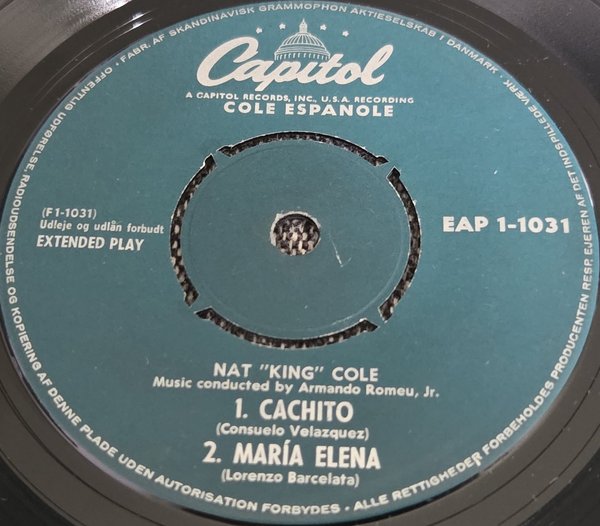 FABR. AF SKANDINAVISK GRAMMOPHON AKTIESELSKAB I DANMARK.
Capitol
A CAPITOL RECORDS, INC., U.S.A. RECORDING
COLE ESPANOLE
(F1-1031)
Udleje og udlån forbudt
EXTENDED PLAY
EAP 1-1031
NAT "KING" COLE
Music conducted by Armando Romeu, Jr.
1. CACHITO
(Consuelo Velazquez)
2. MARÍA ELENA
(Lorenzo Barcelata)
OFFENTLIG UDFØRELSE, RADIOUDSENDELSE OG KOPIERING AF DENNE PLADE UDEN AUTORISATION FORBYDES - ALLE RETTIGHEDER FORBEHOLDES PRODUCENTEN RESP. EJEREN AF DET INDSPILLEDE VÆRK